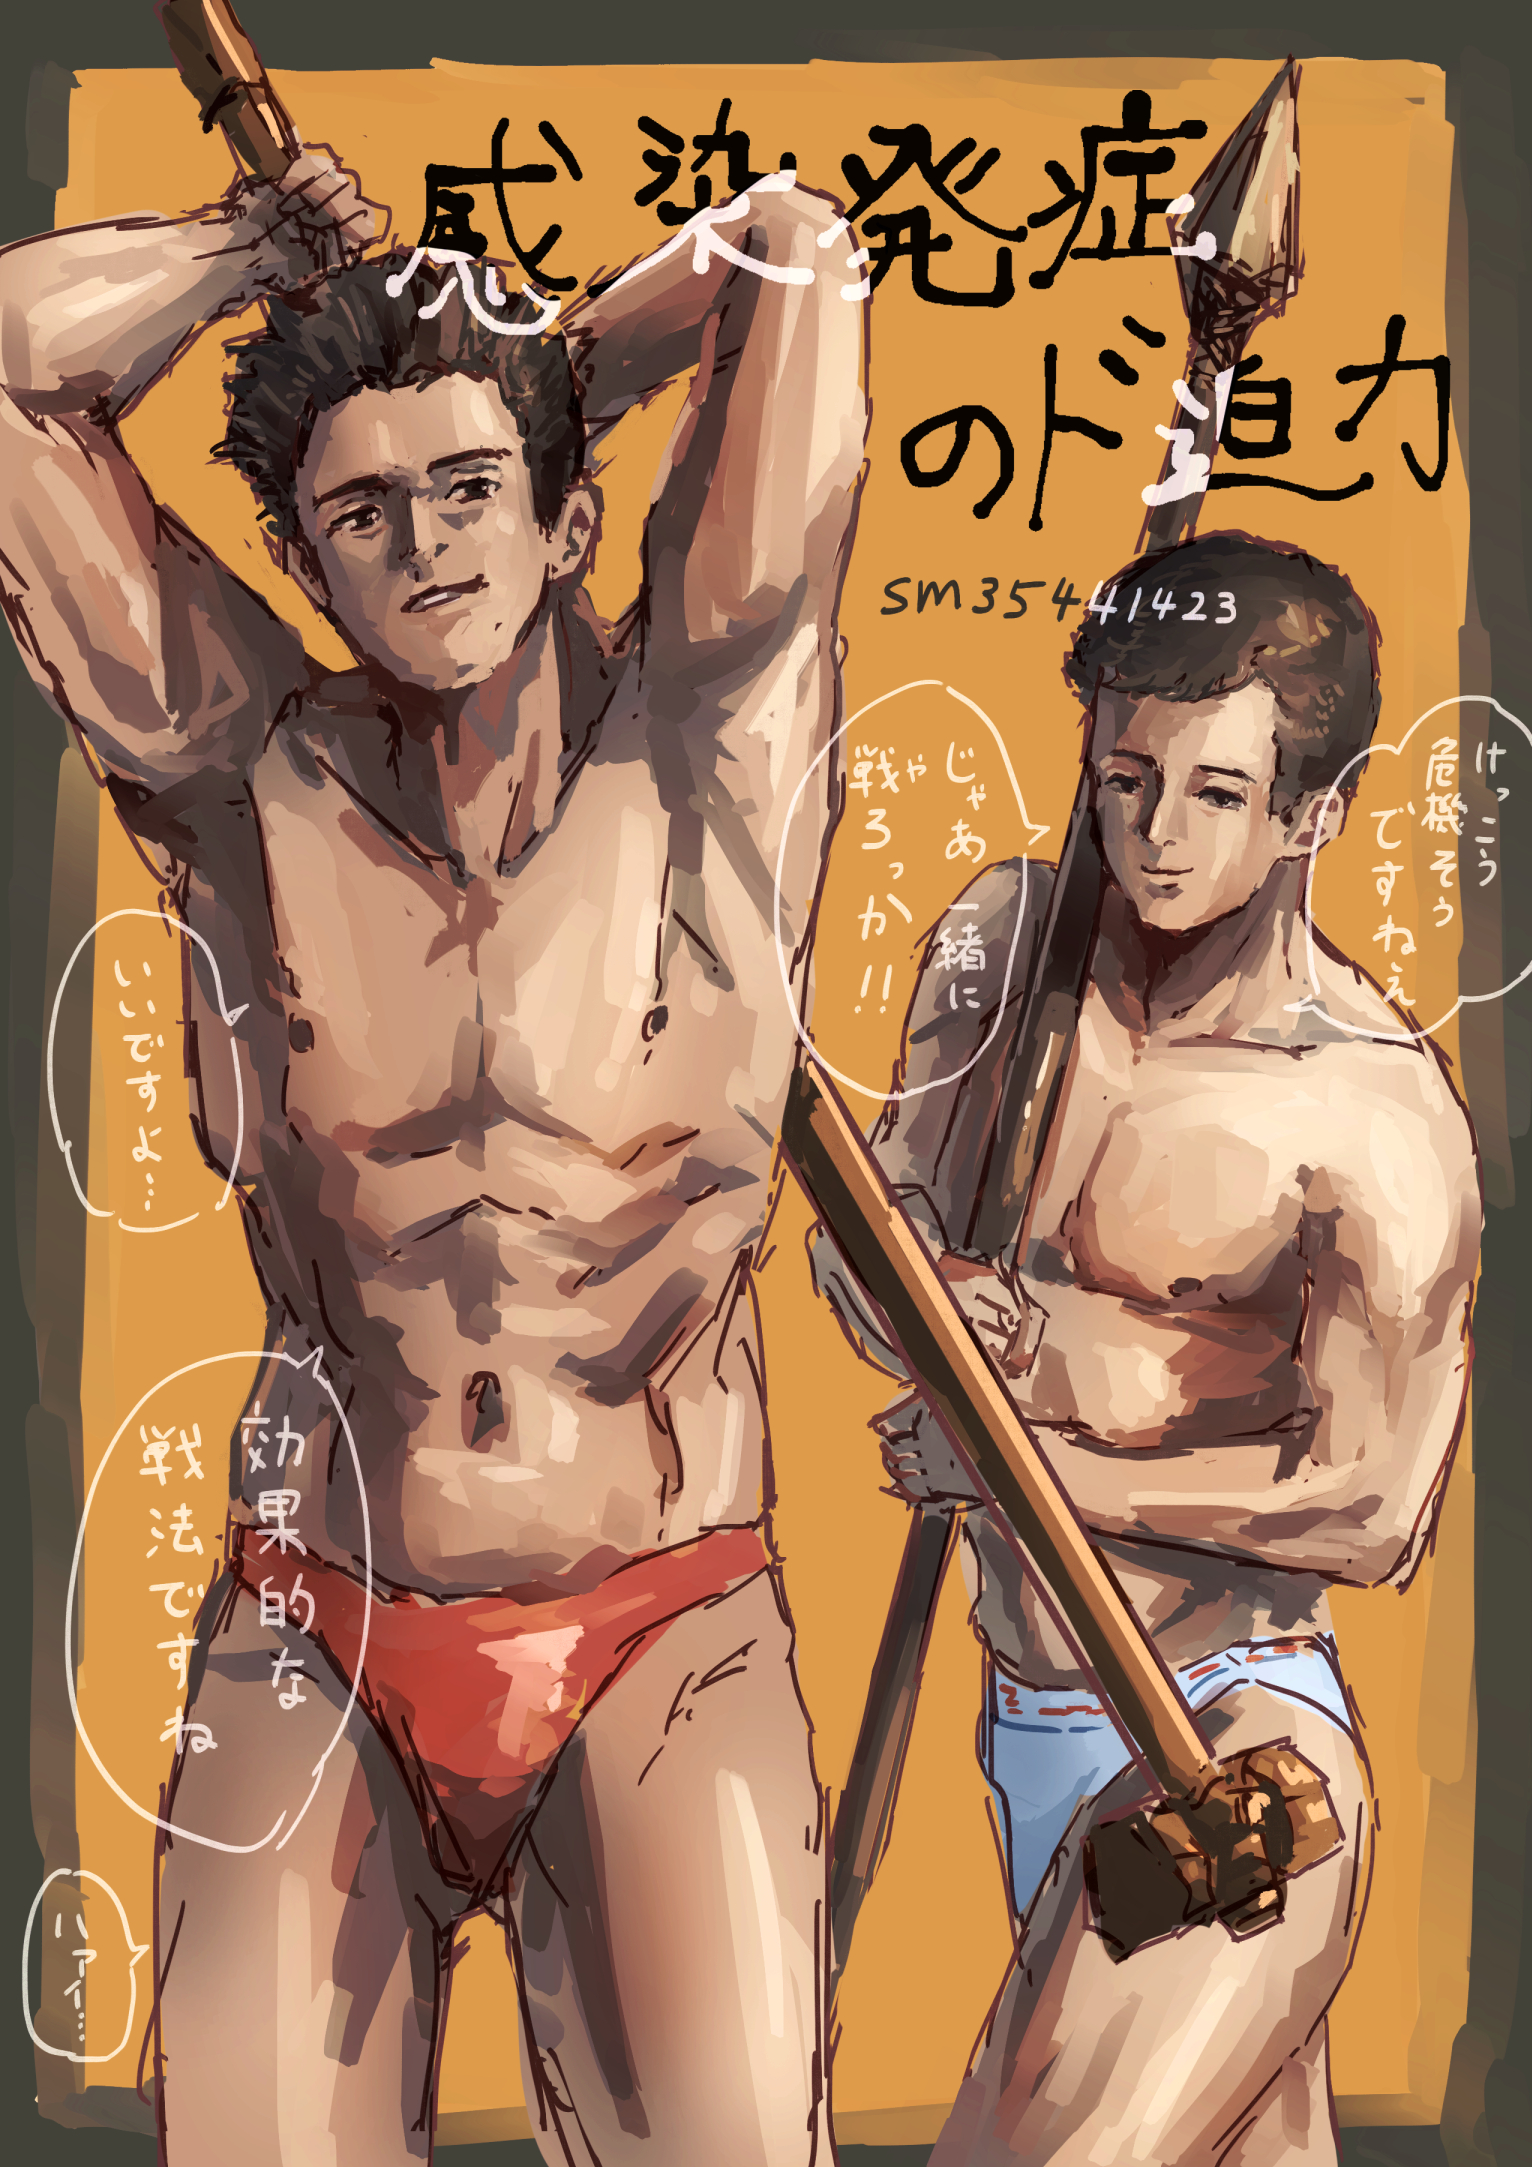 感染発症
のド迫力
sm35441423
けっこう
危機そう
ですねぇ
じゃあ一緒に
戦ろっか!!
や
いいですよ…
効果的な
戦法ですね
ハァイ……